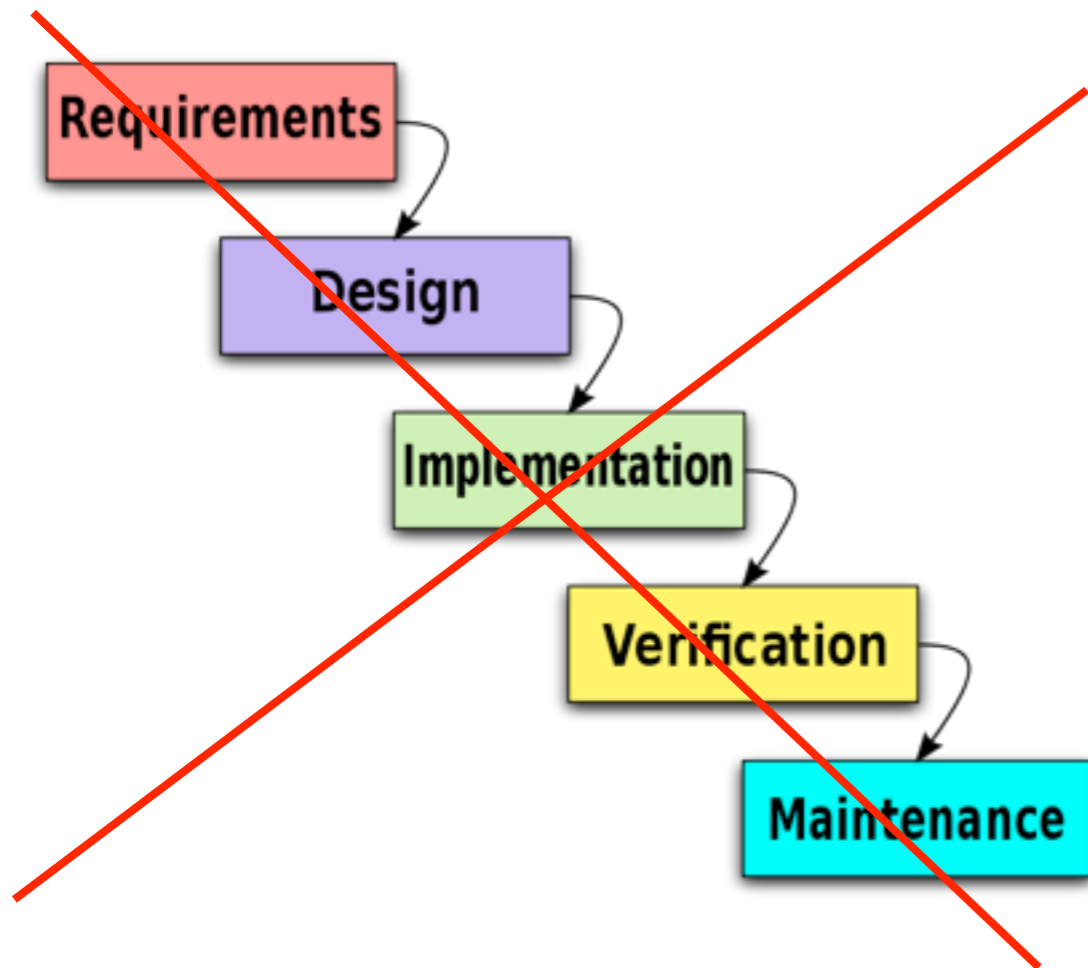 Requirements
Design
Implementation
Verification
Maintenance